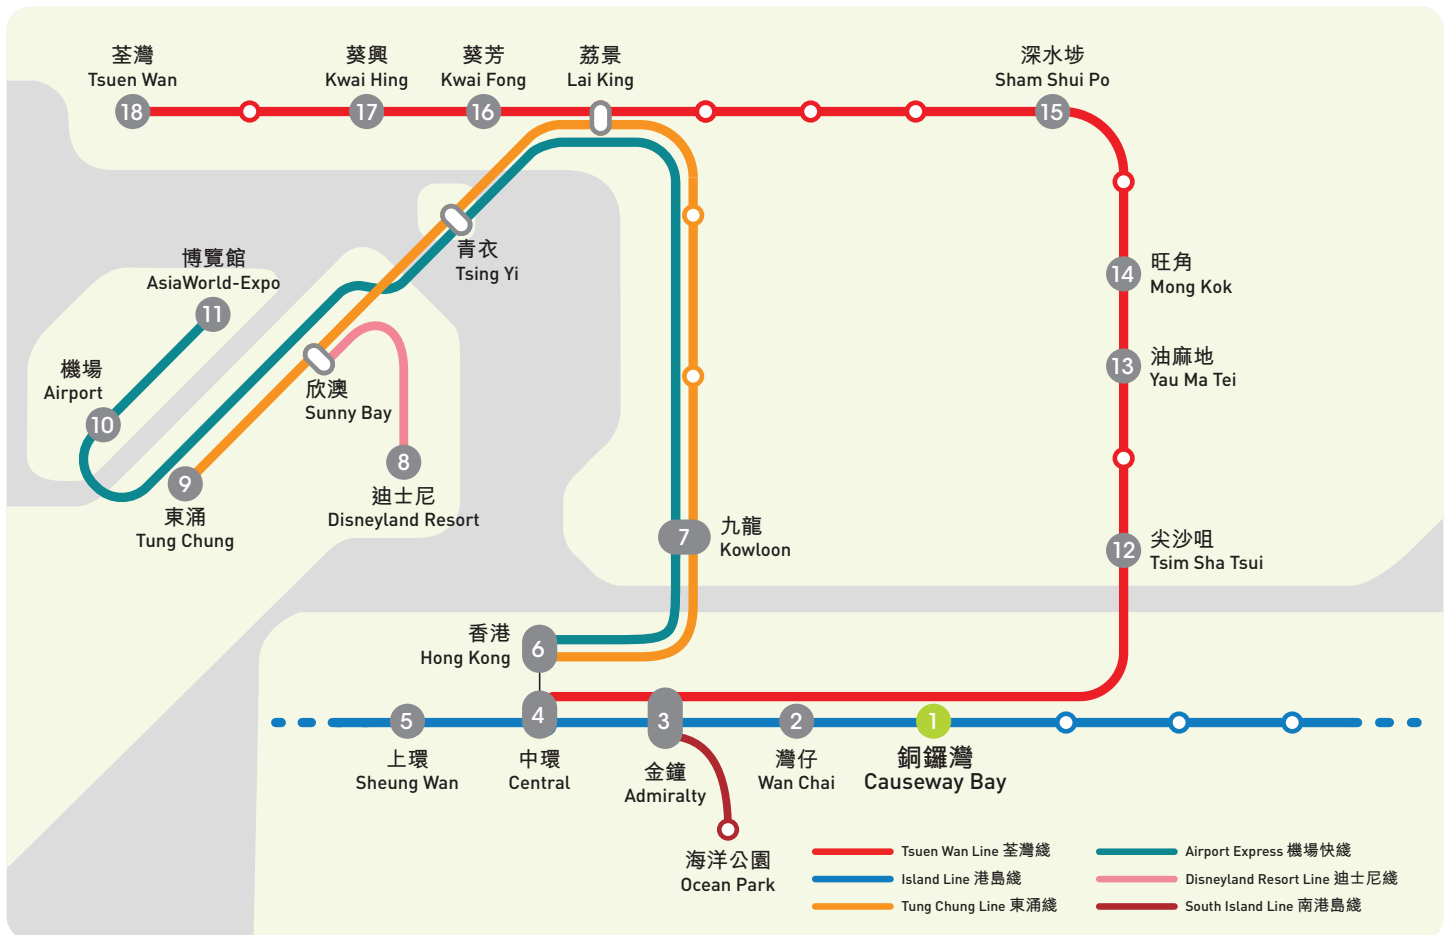 荃灣
Tsuen Wan
18
葵興
Kwai Hing
17
葵芳
Kwai Fong
16
荔景
Lai King
深水埗
Sham Shui Po
15
旺角
Mong Kok
14
油麻地
Yau Ma Tei
13
尖沙咀
Tsim Sha Tsui
12
青衣
Tsing Yi
博覽館
AsiaWorld-Expo
11
機場
Airport
10
欣澳
Sunny Bay
8
迪士尼
Disneyland Resort
9
東涌
Tung Chung
7
九龍
Kowloon
香港
Hong Kong
6
5
上環
Sheung Wan
4
中環
Central
3
金鐘
Admiralty
2
灣仔
Wan Chai
1
銅鑼灣
Causeway Bay
海洋公園
Ocean Park
Tsuen Wan Line 荃灣綫
Island Line 港島綫
Tung Chung Line 東涌綫
Airport Express 機場快綫
Disneyland Resort Line 迪士尼綫
South Island Line 南港島綫